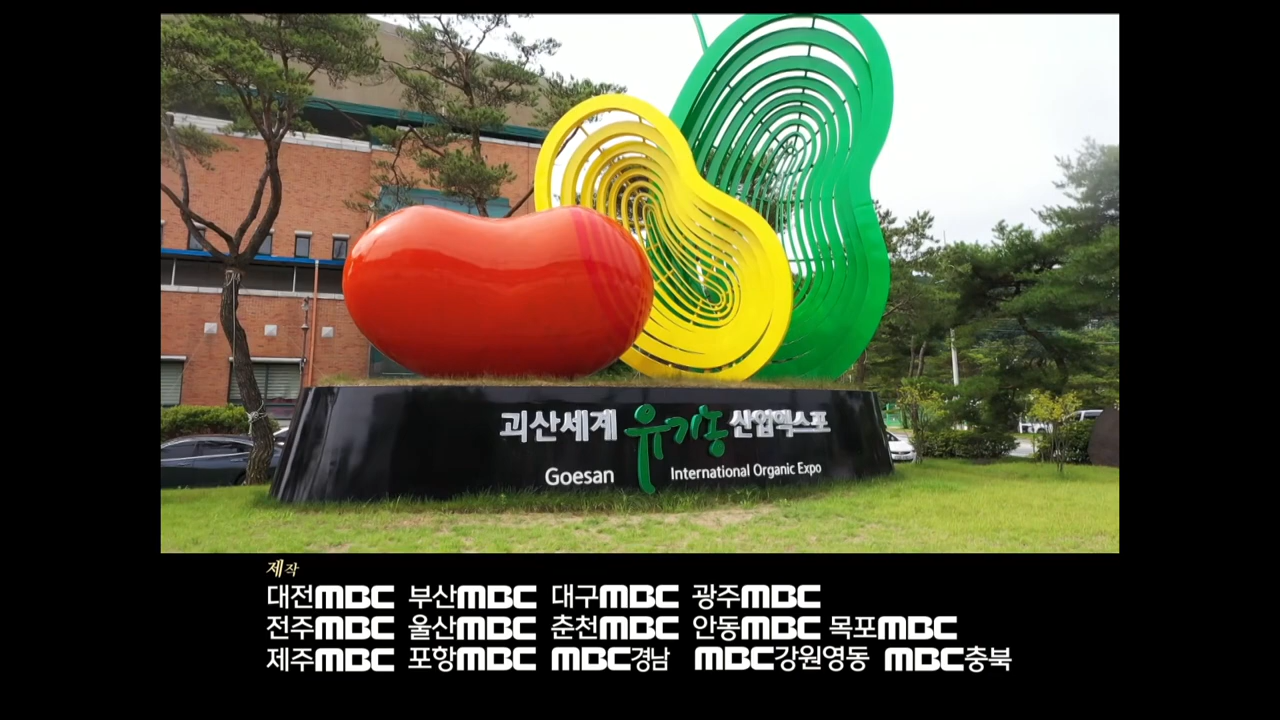 괴산세계 유기농 산업엑스포
Goesan International Organic Expo
제작
대전MBC 부산MBC 대구MBC 광주MBC
전주MBC 울산MBC 춘천MBC 안동MBC 목포MBC
제주MBC 포항MBC MBC경남 MBC강원영동 MBC충북